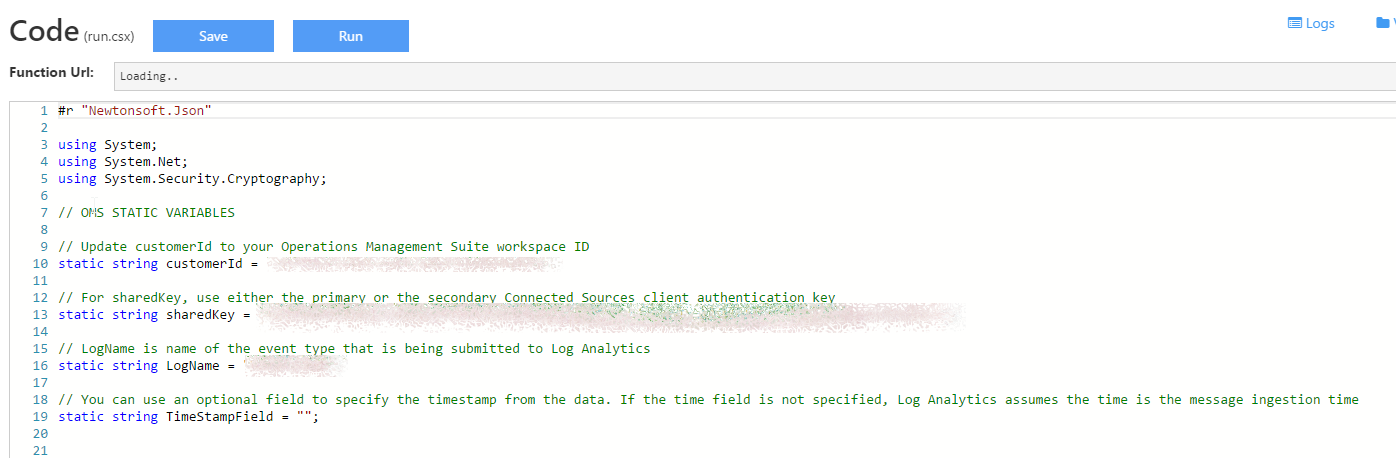 Code (run.csx) Save Run Logs
Function Url: Loading..
1 #r "Newtonsoft.Json"
2
3 using System;
4 using System.Net;
5 using System.Security.Cryptography;
6
7 // OMS STATIC VARIABLES
8
9 // Update customerId to your Operations Management Suite workspace ID
10 static string customerId =
11
12 // For sharedKey, use either the primary or the secondary Connected Sources client authentication key
13 static string sharedKey =
14
15 // LogName is name of the event type that is being submitted to Log Analytics
16 static string LogName =
17
18 // You can use an optional field to specify the timestamp from the data. If the time field is not specified, Log Analytics assumes the time is the message ingestion time
19 static string TimeStampField = "";
20
21